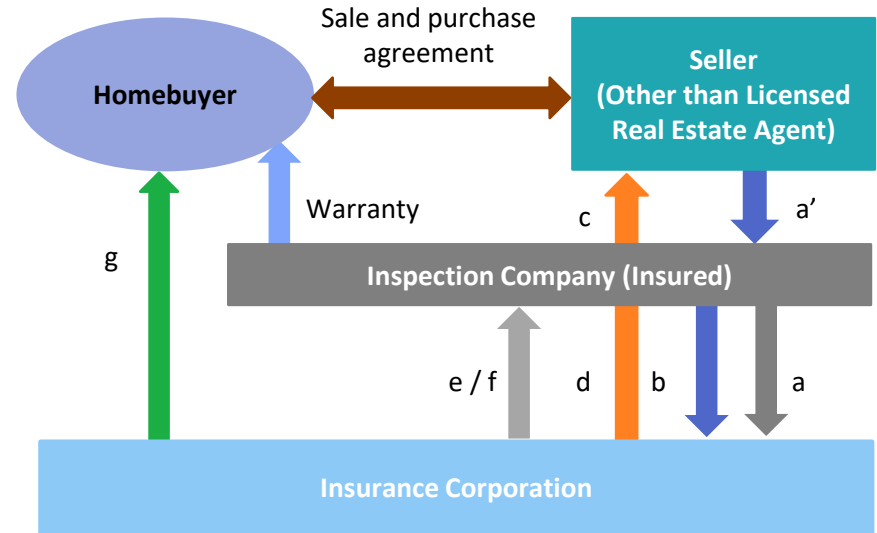 Sale and purchase
agreement
Homebuyer
Seller
(Other than Licensed
Real Estate Agent)
Warranty
c
a’
g
Inspection Company (Insured)
e / f
d
b
a
Insurance Corporation